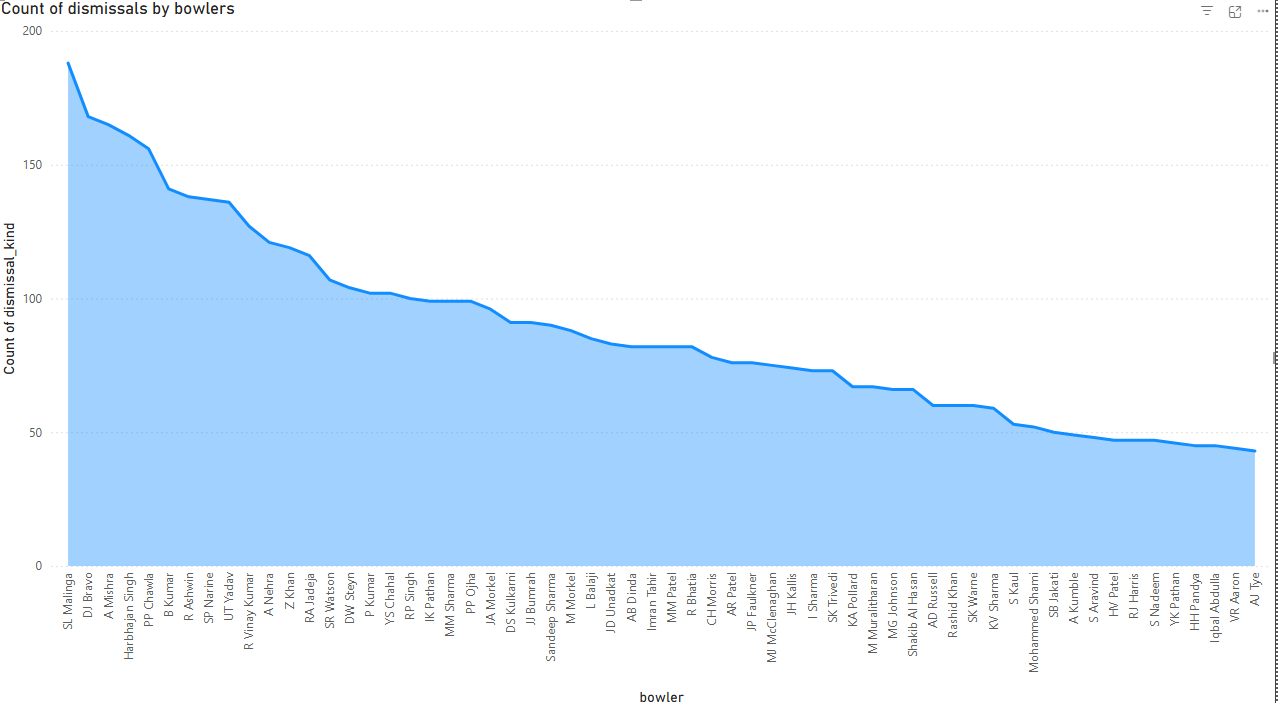 Count of dismissals by bowlers
Count of dismissal_kind
200
150
100
50
0
SL Malinga
DJ Bravo
A Mishra
Harbhajan Singh
PP Chawla
B Kumar
R Ashwin
SP Narine
UT Yadav
R Vinay Kumar
A Nehra
Z Khan
RA Jadeja
SR Watson
DW Steyn
P Kumar
YS Chahal
RP Singh
IK Pathan
MM Sharma
PP Ojha
JA Morkel
DS Kulkarni
JJ Bumrah
Sandeep Sharma
M Morkel
L Balaji
JD Unadkat
AB Dinda
Imran Tahir
MM Patel
R Bhatia
CH Morris
AR Patel
JP Faulkner
MJ McClenaghan
JH Kallis
I Sharma
SK Trivedi
KA Pollard
M Muralitharan
MG Johnson
Shakib Al Hasan
AD Russell
Rashid Khan
SK Warne
KV Sharma
S Kaul
Mohammed Shami
SB Jakati
A Kumble
S Aravind
HV Patel
RJ Harris
S Nadeem
YK Pathan
HH Pandya
Iqbal Abdulla
VR Aaron
AJ Tye
bowler